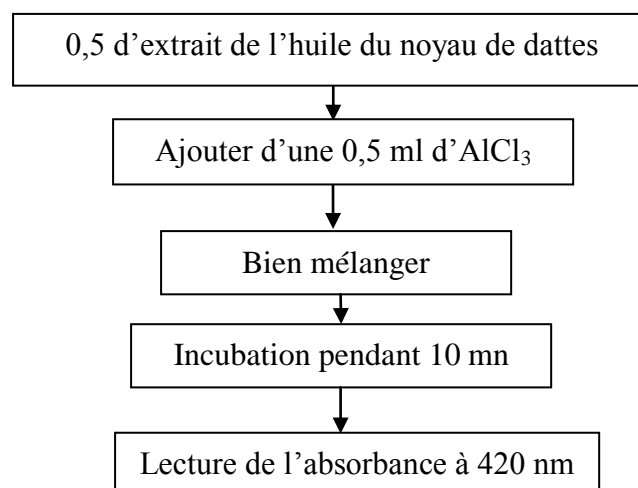 0,5 d’extrait de l’huile du noyau de dattes
Ajouter d’une 0,5 ml d’AlCl₃
Bien mélanger
Incubation pendant 10 mn
Lecture de l’absorbance à 420 nm